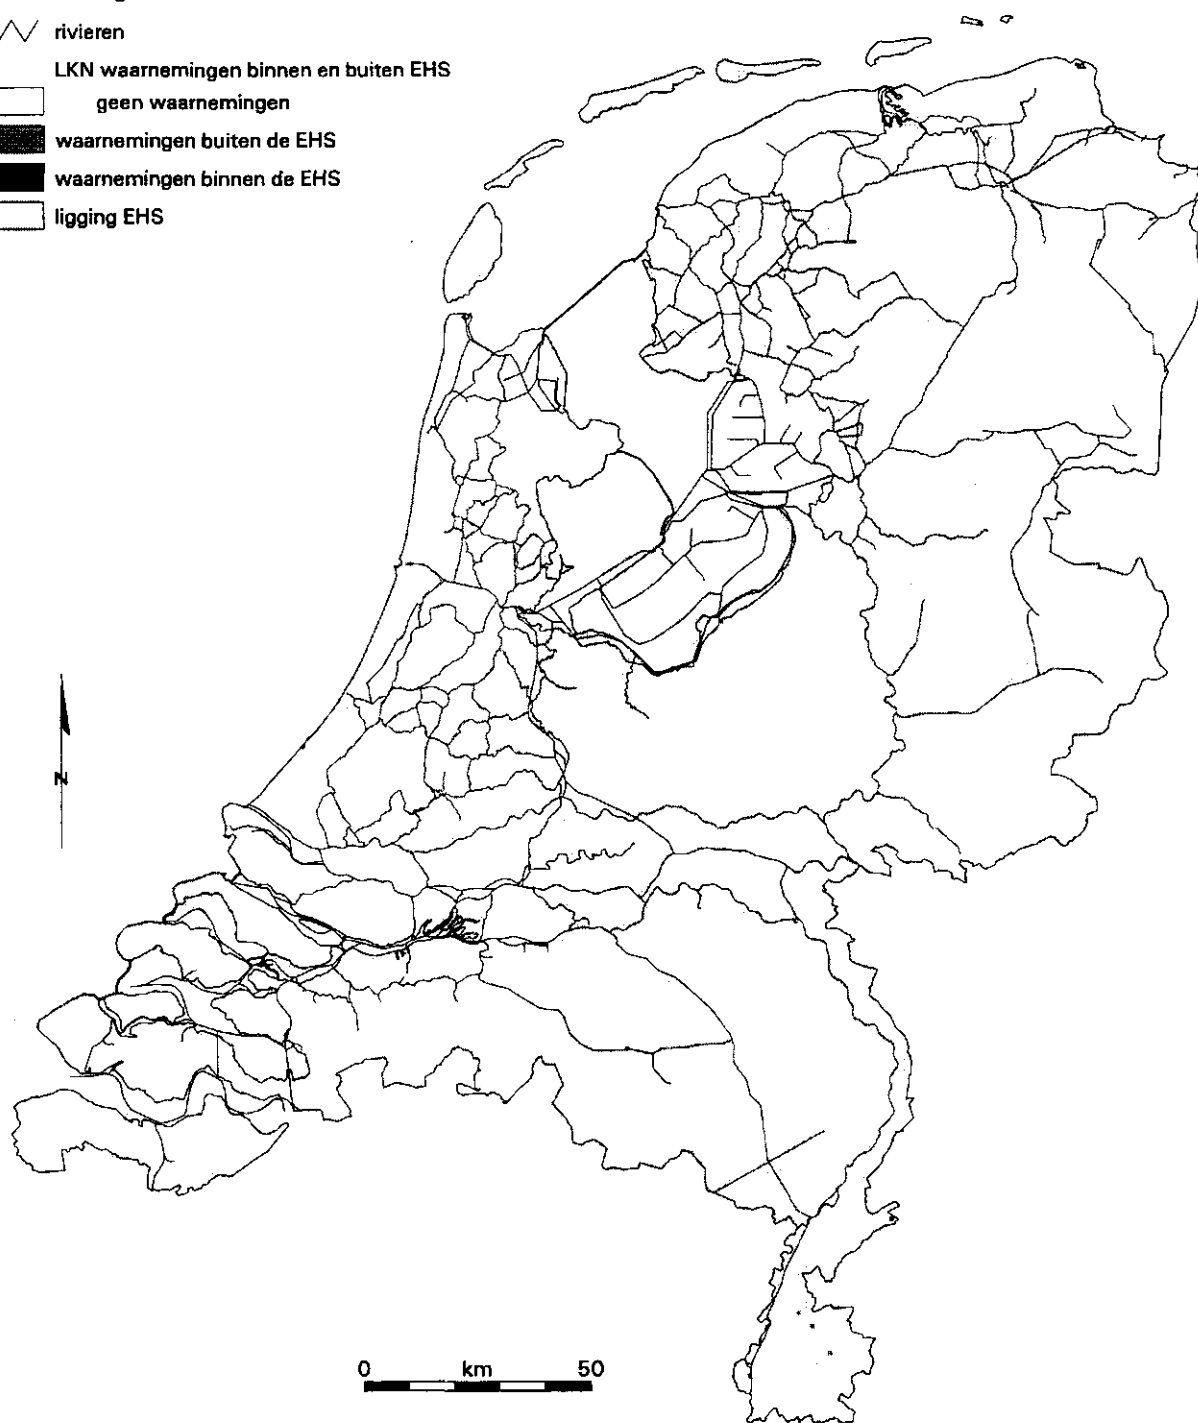 rivieren
LKN waarnemingen binnen en buiten EHS
geen waarnemingen
waarnemingen buiten de EHS
waarnemingen binnen de EHS
ligging EHS
N
0 km 50